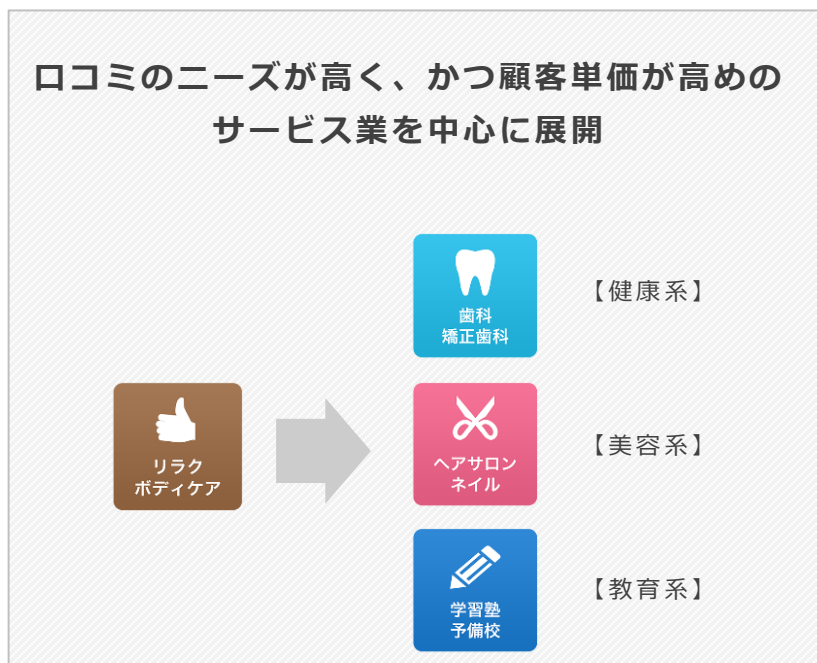 口コミのニーズが高く、かつ顧客単価が高めの
サービス業を中心に展開
歯科
矯正歯科
【健康系】
リラク
ボディケア
ヘアサロン
ネイル
【美容系】
学習塾
予備校
【教育系】